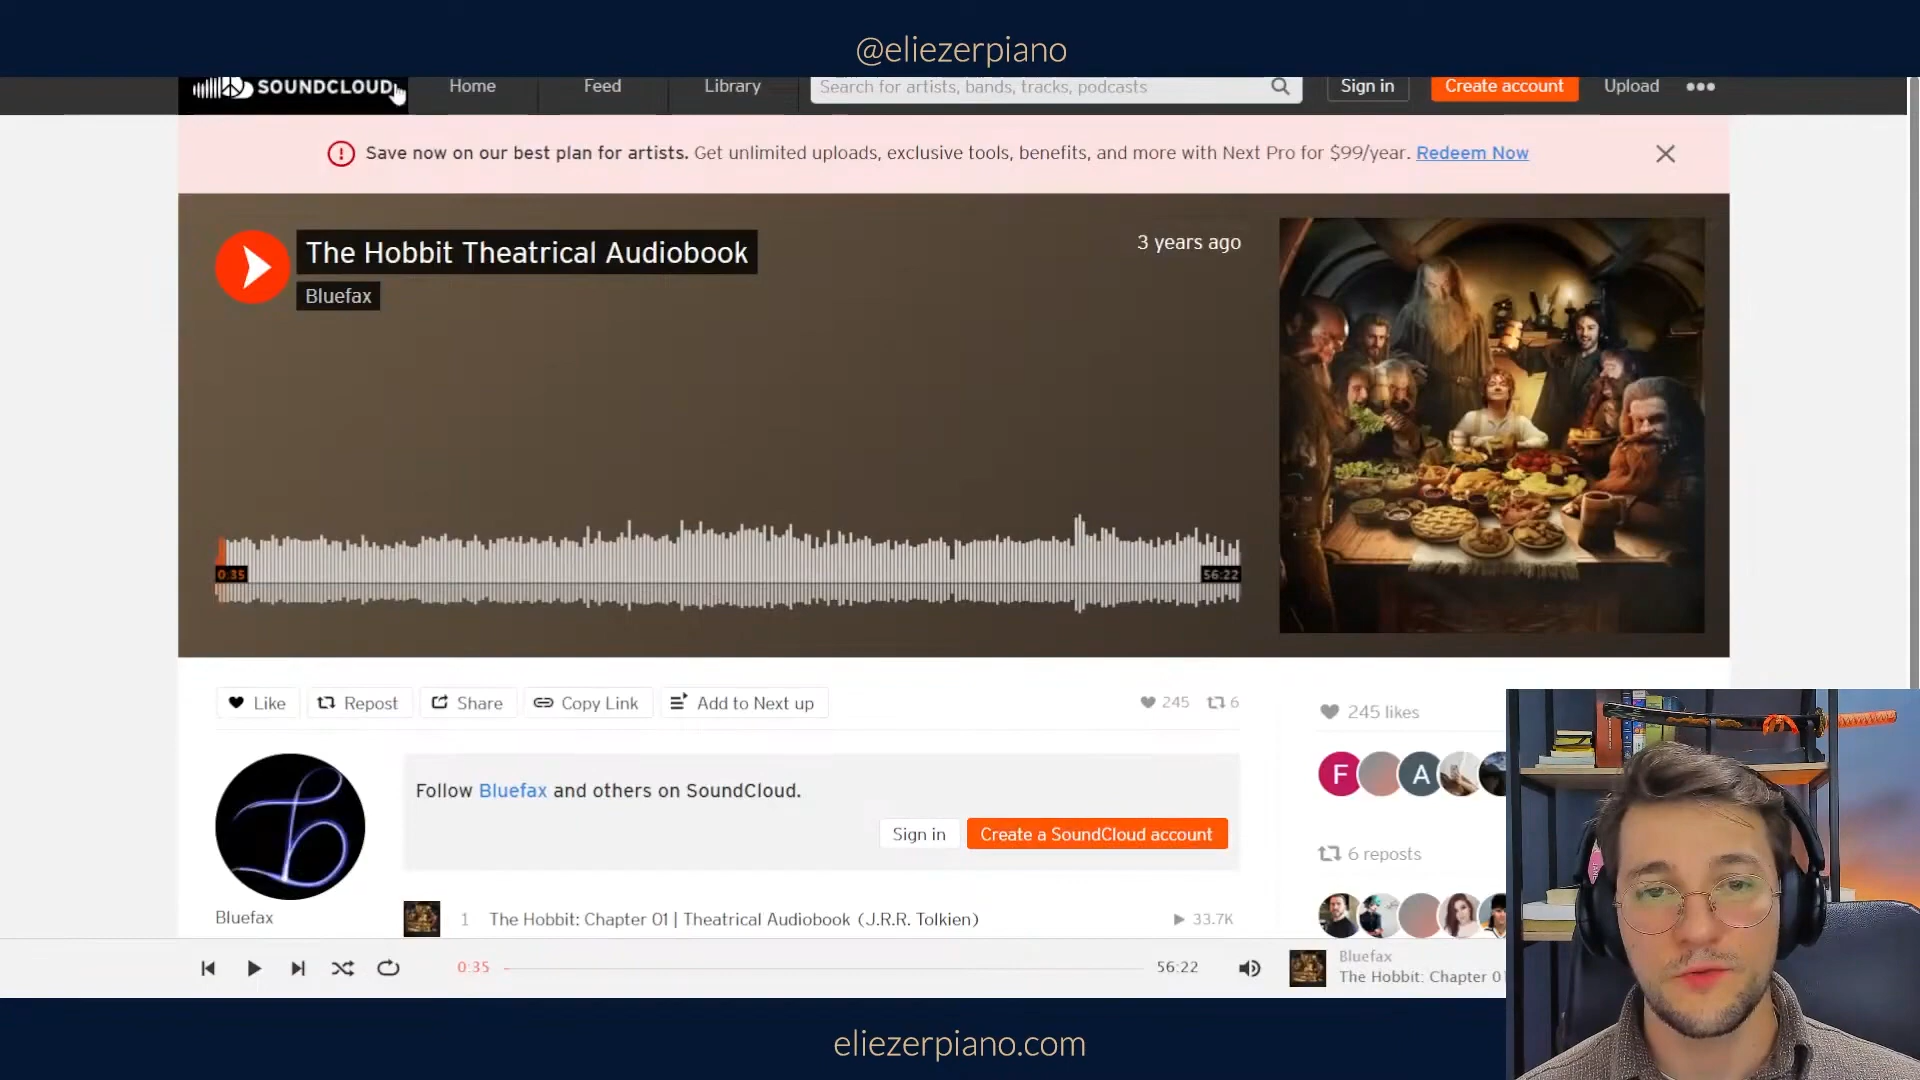 @eliezerpiano
SOUNDCLOUD
Home
Feed
Library
Search for artists, bands, tracks, podcasts
Sign in
Create account
Upload
Save now on our best plan for artists. Get unlimited uploads, exclusive tools, benefits, and more with Next Pro for $99/year. Redeem Now
The Hobbit Theatrical Audiobook
3 years ago
Bluefax
0:35
56:22
Like
Repost
Share
Copy Link
Add to Next up
245
6
245 likes
F
A
Follow Bluefax and others on SoundCloud.
Sign in
Create a SoundCloud account
6 reposts
Bluefax
1 The Hobbit: Chapter 01 | Theatrical Audiobook (J.R.R. Tolkien)
33.7K
0:35
56:22
Bluefax
The Hobbit: Chapter 0
eliezerpiano.com